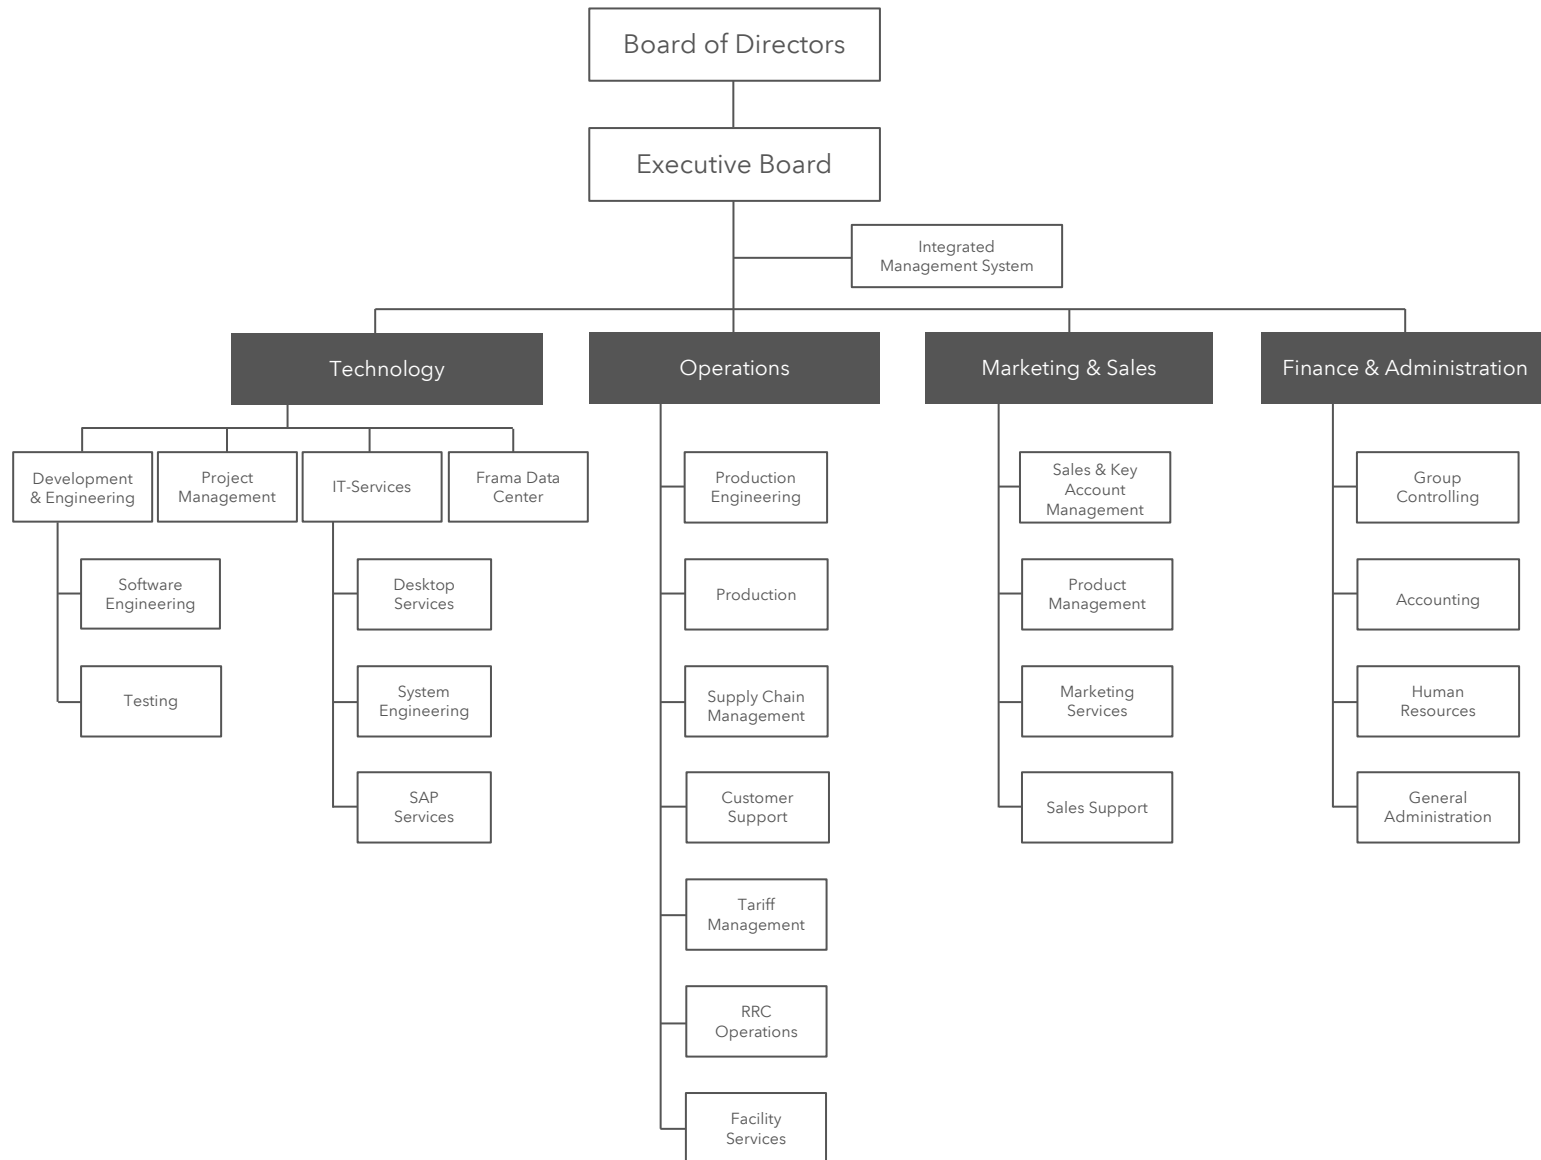 Board of Directors
Executive Board
Integrated
Management System
Technology
Operations
Marketing & Sales
Finance & Administration
Development
& Engineering
Project
Management
IT-Services
Frama Data
Center
Software
Engineering
Testing
Desktop
Services
System
Engineering
SAP
Services
Production
Engineering
Production
Supply Chain
Management
Customer
Support
Tariff
Management
RRC
Operations
Facility
Services
Sales & Key
Account
Management
Product
Management
Marketing
Services
Sales Support
Group
Controlling
Accounting
Human
Resources
General
Administration